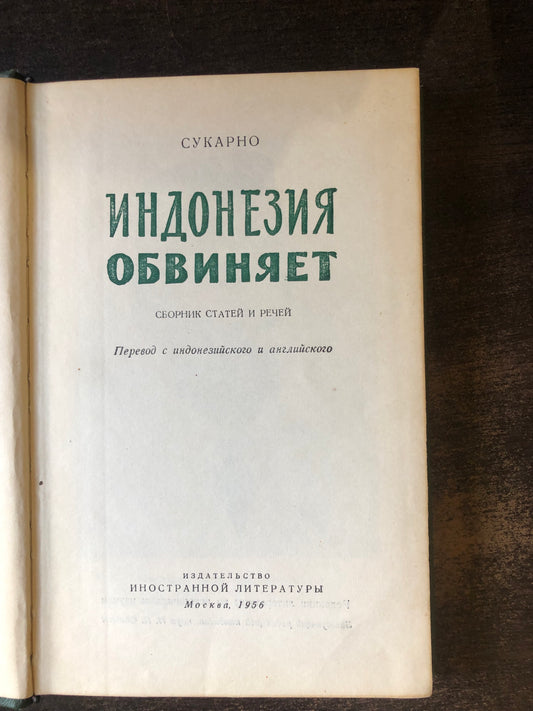 СУКАРНО
ИНДОНЕЗИЯ
ОБВИНЯЕТ
СБОРНИК СТАТЕЙ И РЕЧЕЙ
Перевод с индонезийского и английского
ИЗДАТЕЛЬСТВО
ИНОСТРАННОЙ ЛИТЕРАТУРЫ
Москва, 1956